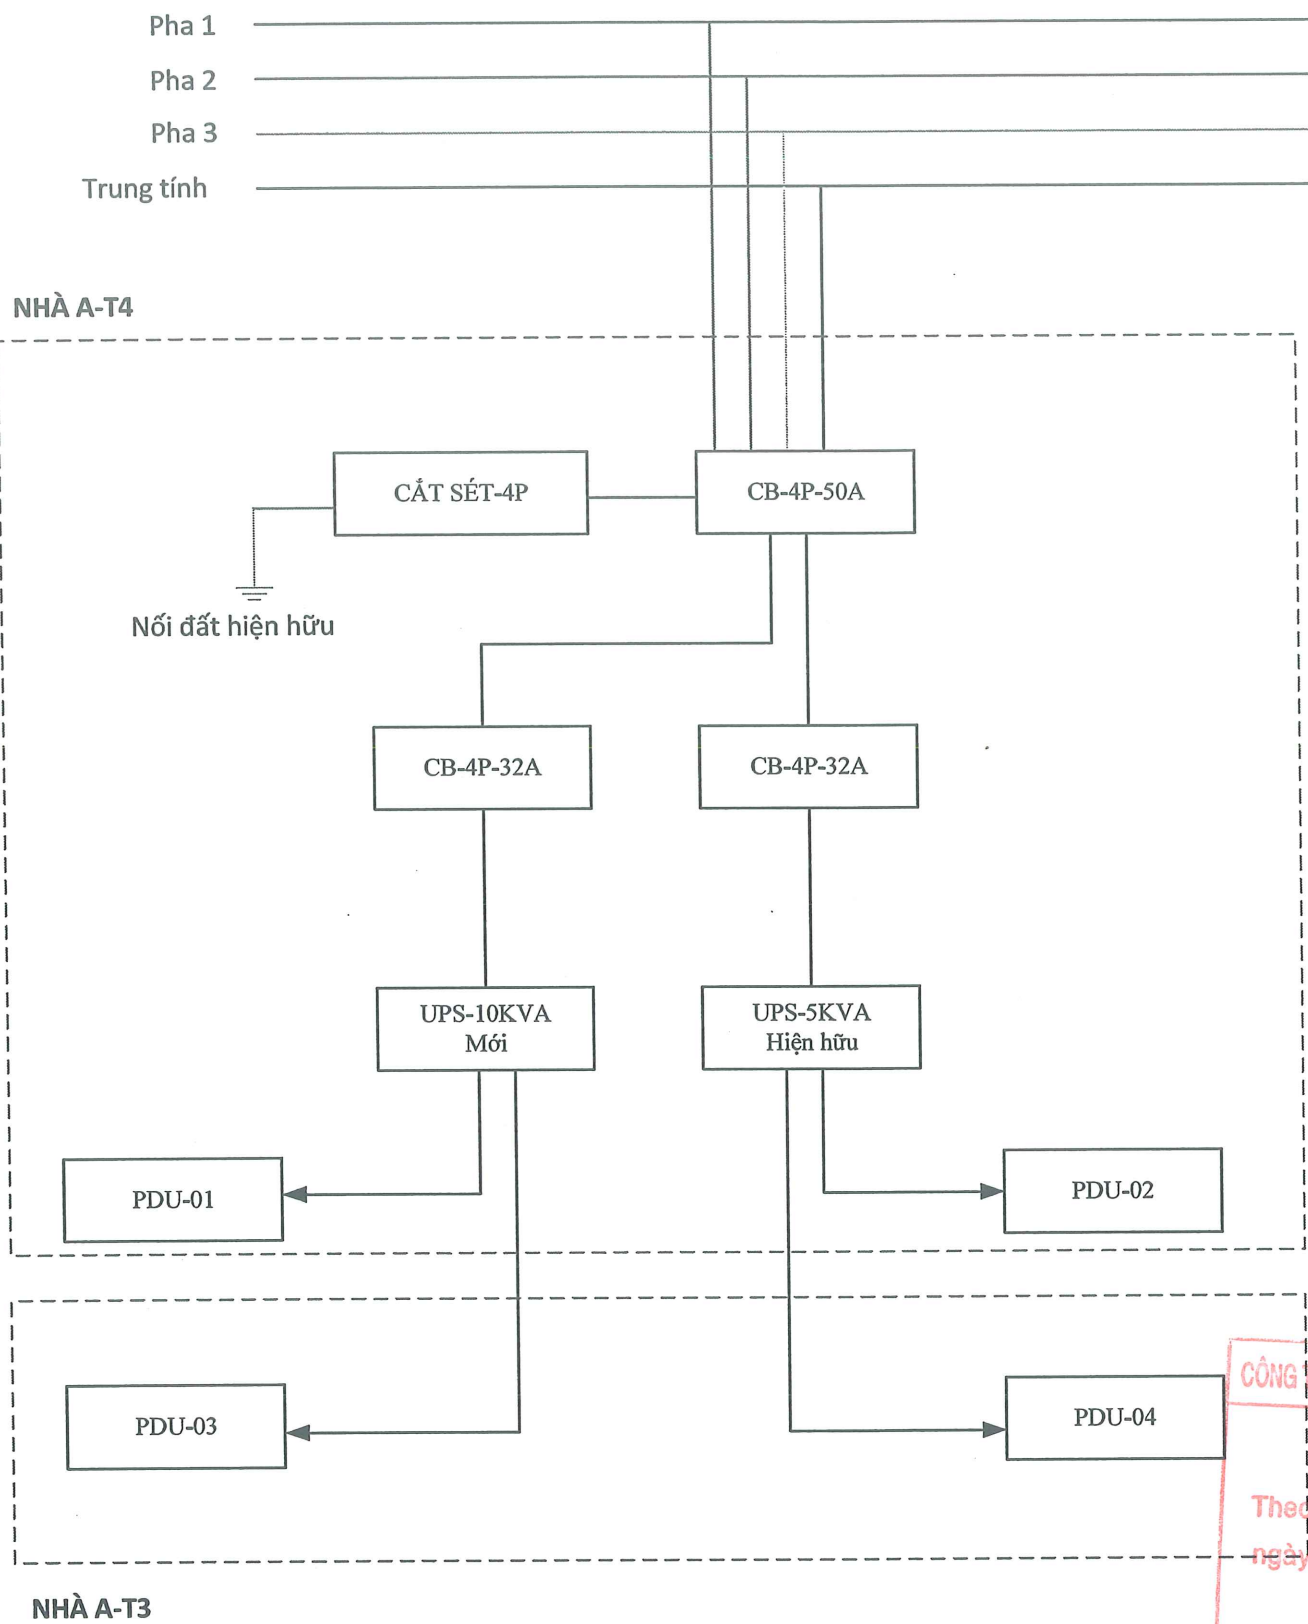 Pha 1
Pha 2
Pha 3
Trung tính
NHÀ A-T4
CẮT SÉT-4P
CB-4P-50A
Nối đất hiện hữu
CB-4P-32A
CB-4P-32A
UPS-10KVA
Mới
UPS-5KVA
Hiện hữu
PDU-01
PDU-02
PDU-03
PDU-04
CÔNG
ngày
NHÀ A-T3